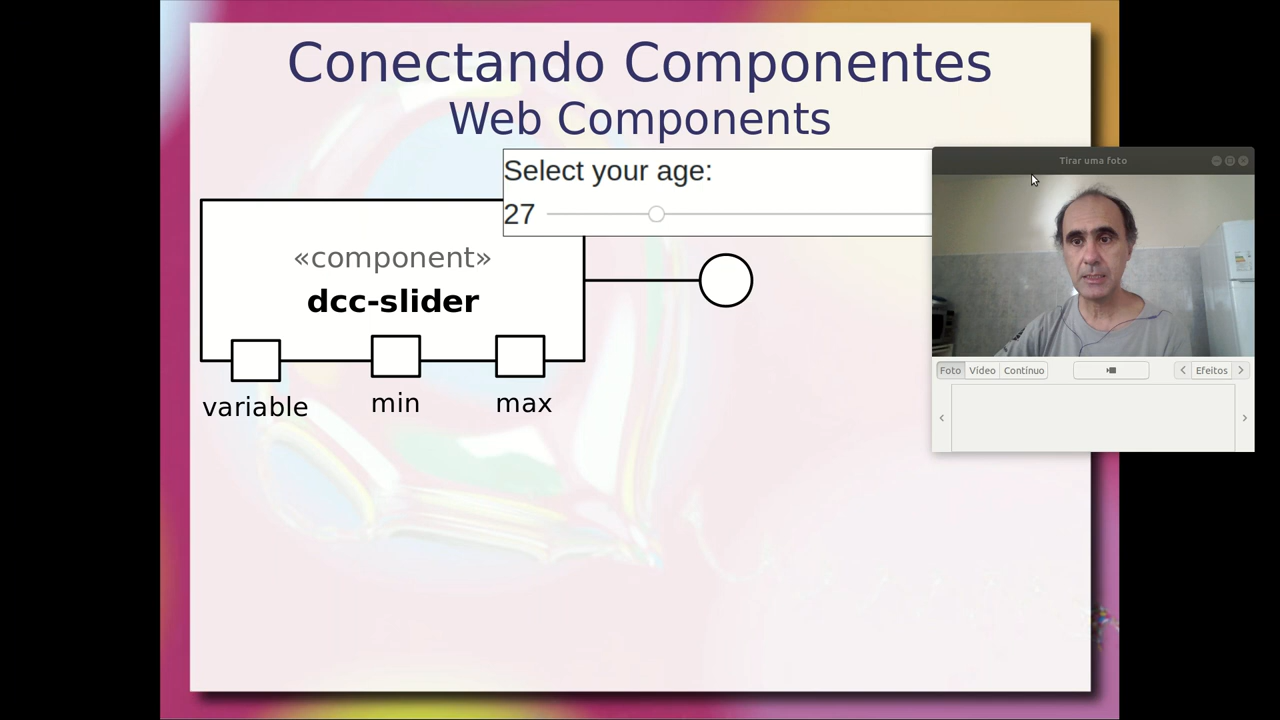 Conectando Componentes
Web Components
Select your age:
27
«component»
dcc-slider
variable
min
max
Tirar uma foto
Foto
Vídeo
Contínuo
Efeitos